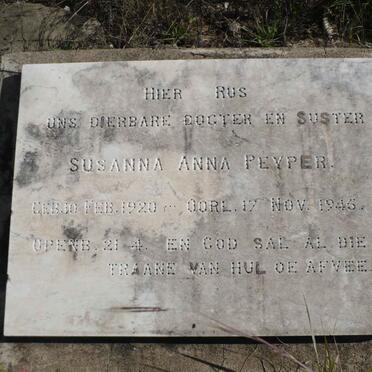 HIER RUS
ONS DIERBARE DOGTER EN SUSTER
SUSANNA ANNA PEYPER.
GEB.10 FEB. 1920 — OORL. 17 NOV. 1945.
OPENB. 21-4. EN GOD SAL AL DIE
TRANE VAN HUL OE AFVEE.